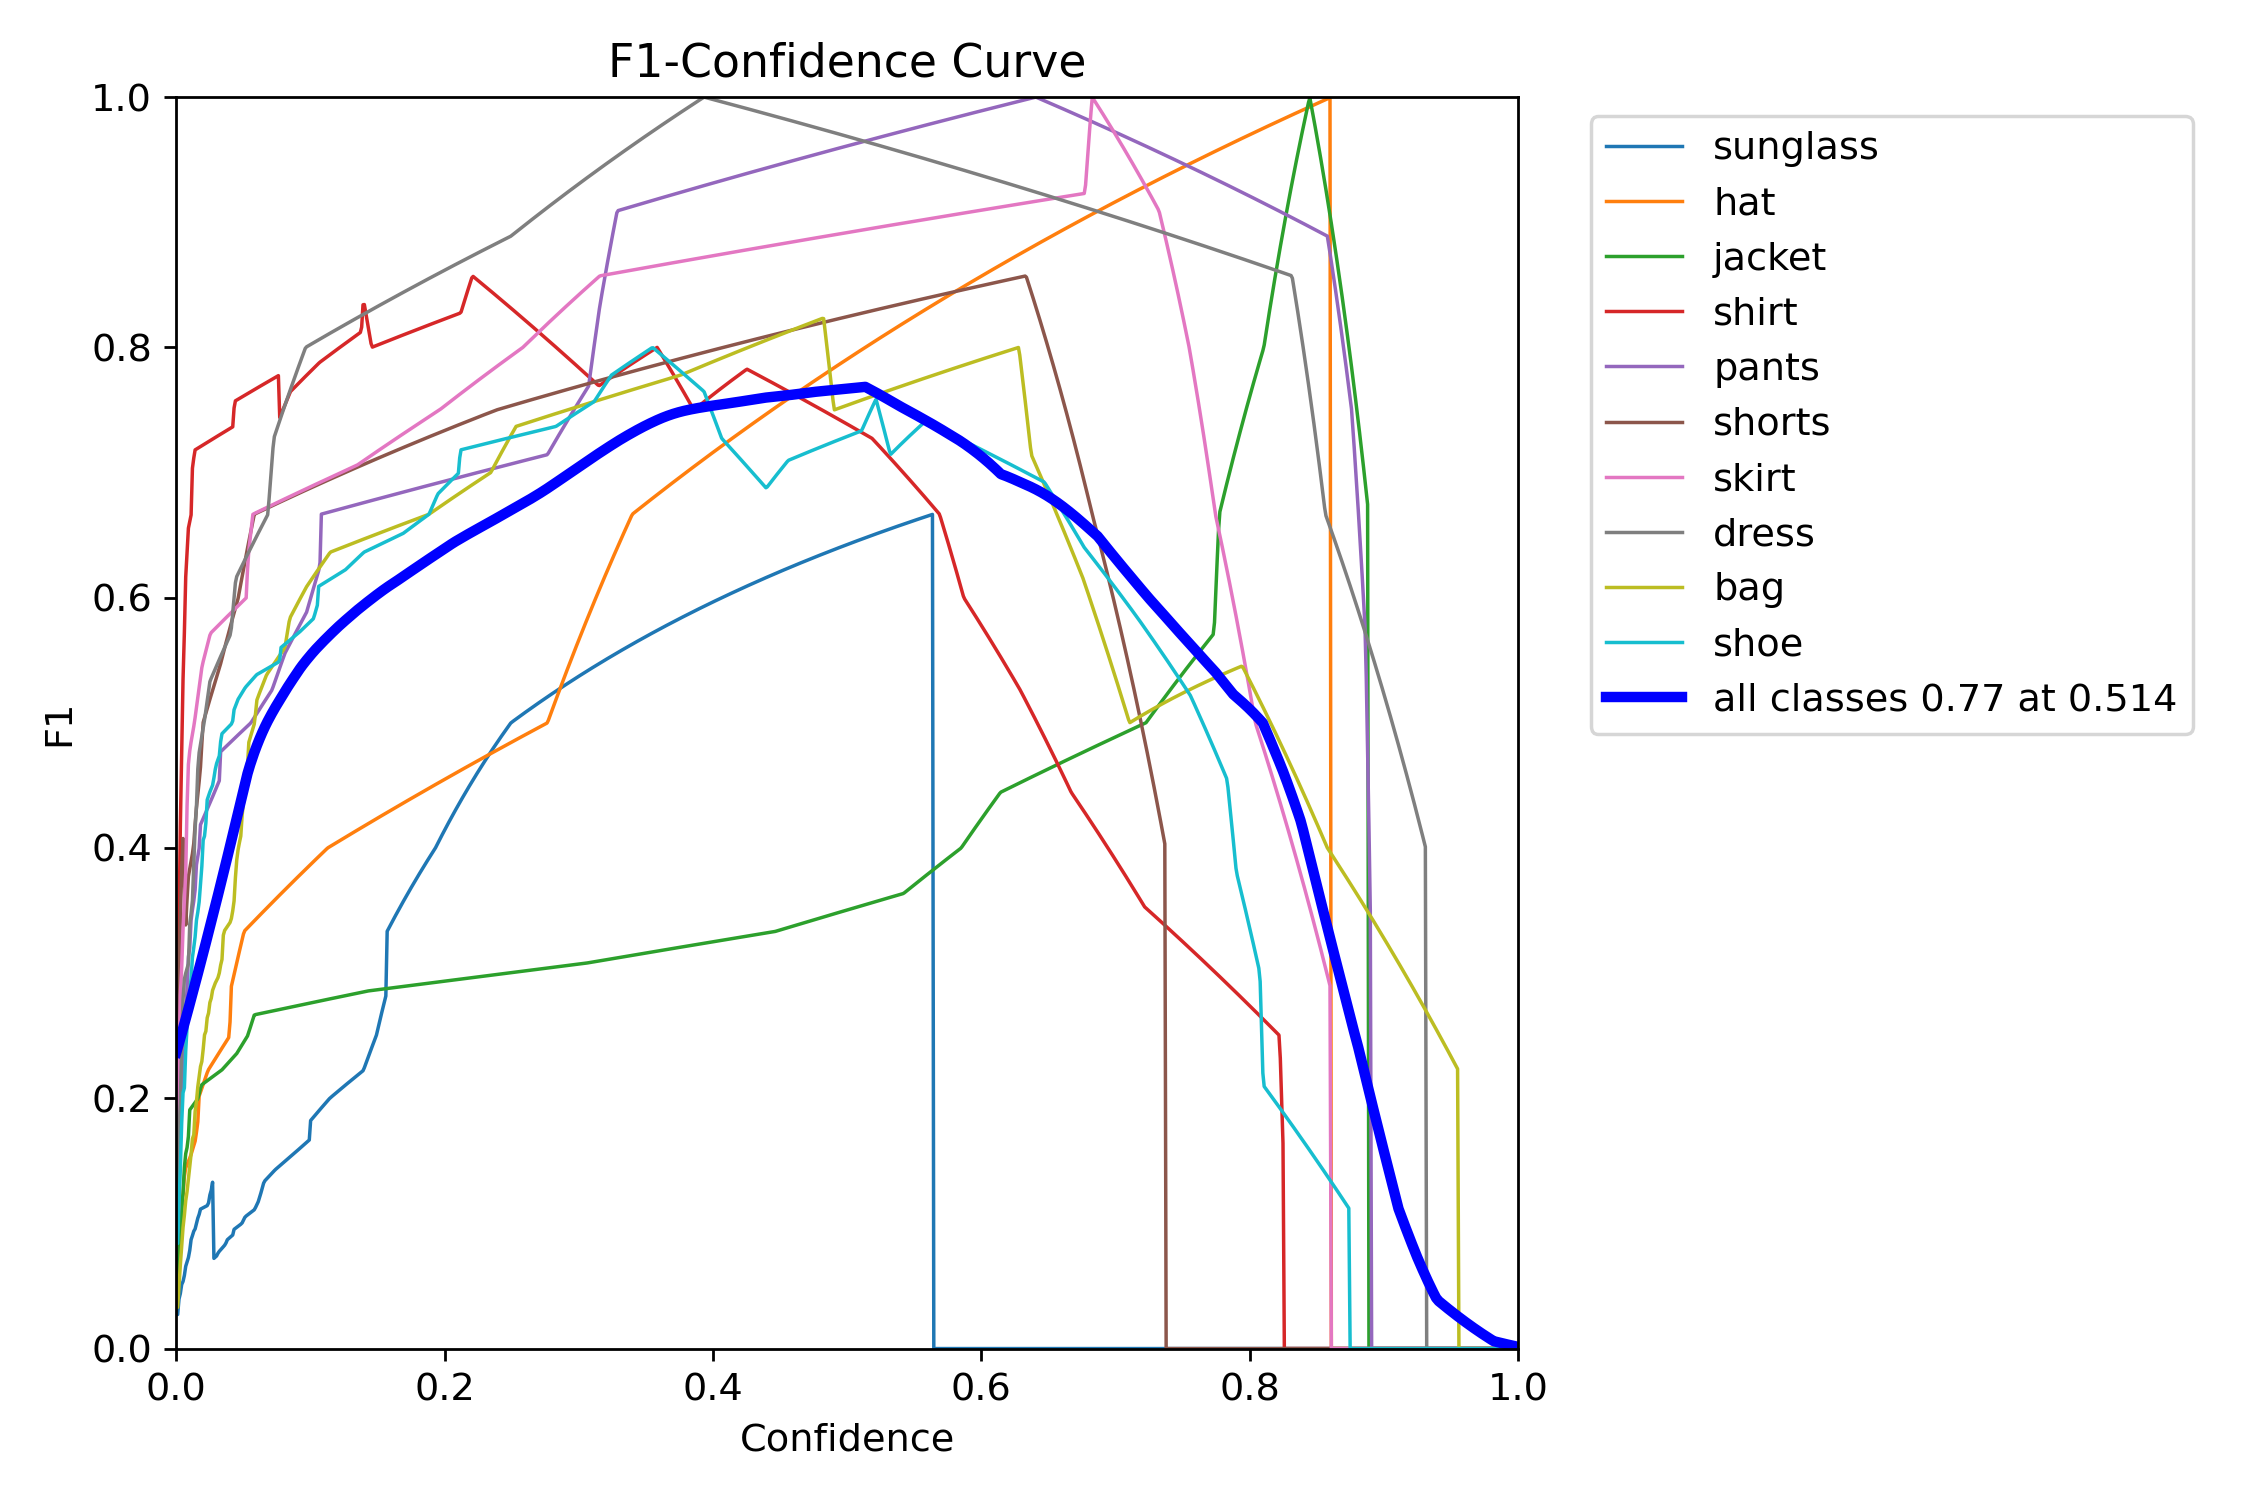 F1-Confidence Curve
1.0
0.8
0.6
0.4
0.2
0.0
F1
0.0 0.2 0.4 0.6 0.8 1.0
Confidence
sunglass
hat
jacket
shirt
pants
shorts
skirt
dress
bag
shoe
all classes 0.77 at 0.514